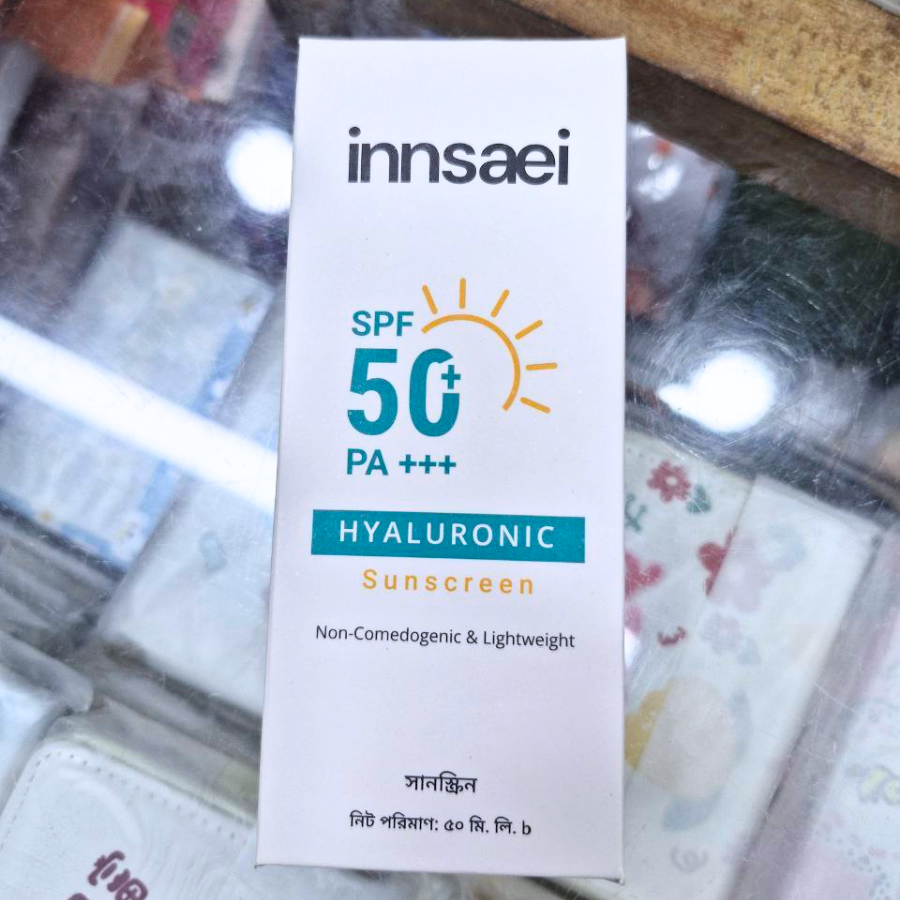 innsaei
SPF
50+
PA +++
HYALURONIC
Sunscreen
Non-Comedogenic & Lightweight
সানস্ক্রিন
নিট পরিমাণ: ৫০ মি. লি. b